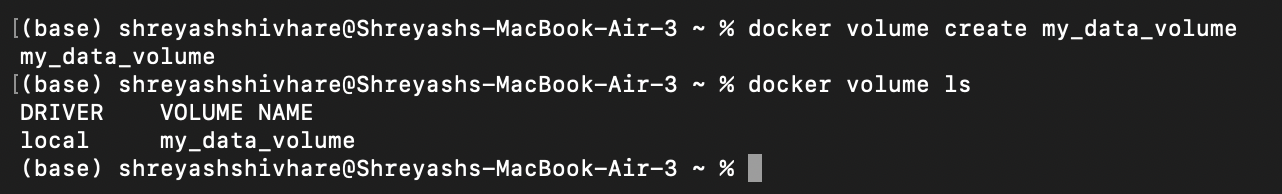 [(base) shreyashshivhare@Shreyashs-MacBook-Air-3 ~ % docker volume create my_data_volume
my_data_volume
[(base) shreyashshivhare@Shreyashs-MacBook-Air-3 ~ % docker volume ls
DRIVER    VOLUME NAME
local     my_data_volume
(base) shreyashshivhare@Shreyashs-MacBook-Air-3 ~ %